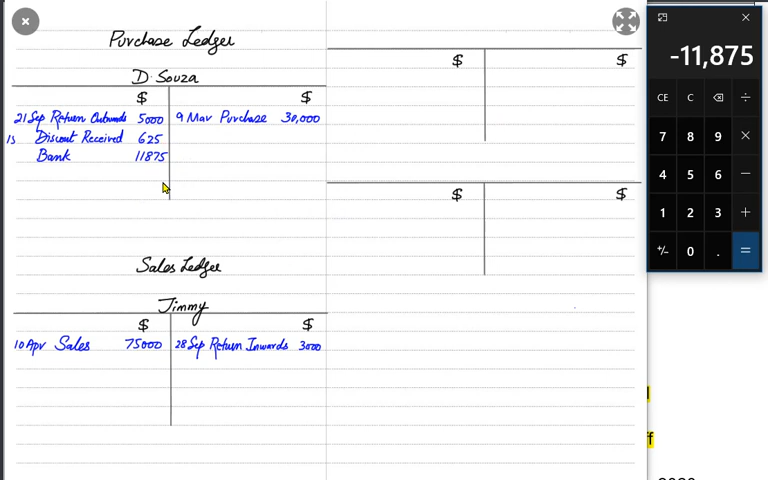 Purchase Ledger
D Souza
$ $
21 Sep Return Outwards 5000 9 Mar Purchase 30,000
15 Discount Received 625
Bank 11875
Sales Ledger
Jimmy
$ $
10 Apr Sales 75000 28 Sep Return Inwards 3000
$ $
$ $
-11,875
CE C ÷
7 8 9 ×
4 5 6 −
1 2 3 +
+/- 0 . =